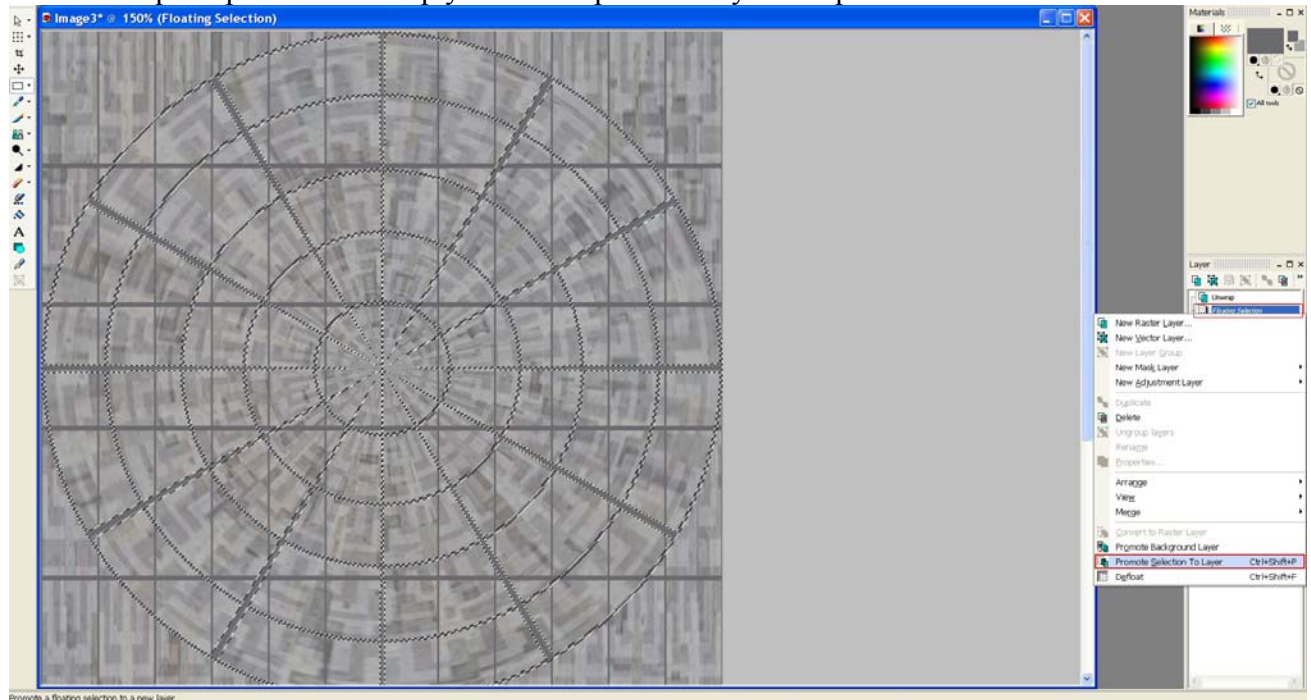 Image3* @ 150% (Floating Selection)
Materials
All tools
Layer
Unwrap
Floating Selection
New Raster Layer...
New Vector Layer...
New Layer Group
New Mask Layer
New Adjustment Layer
Duplicate
Delete
Ungroup layers
Rename
Properties...
Arrange
View
Merge
Convert to Raster Layer
Promote Background Layer
Promote Selection To Layer Ctrl+Shift+P
Defloat Ctrl+Shift+F
Promote a floating selection to a new layer